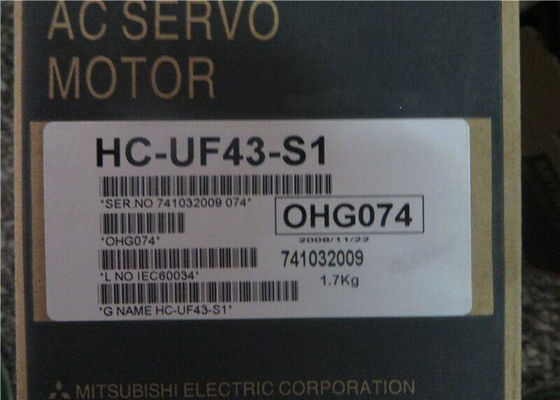 AC SERVO
MOTOR
HC-UF43-S1
*SER.NO 741032009 074*
OHG074
*OHG074*
2008/11/22
741032009
*L NO IEC60034*
1.7Kg
*G NAME HC-UF43-S1*
MITSUBISHI ELECTRIC CORPORATION